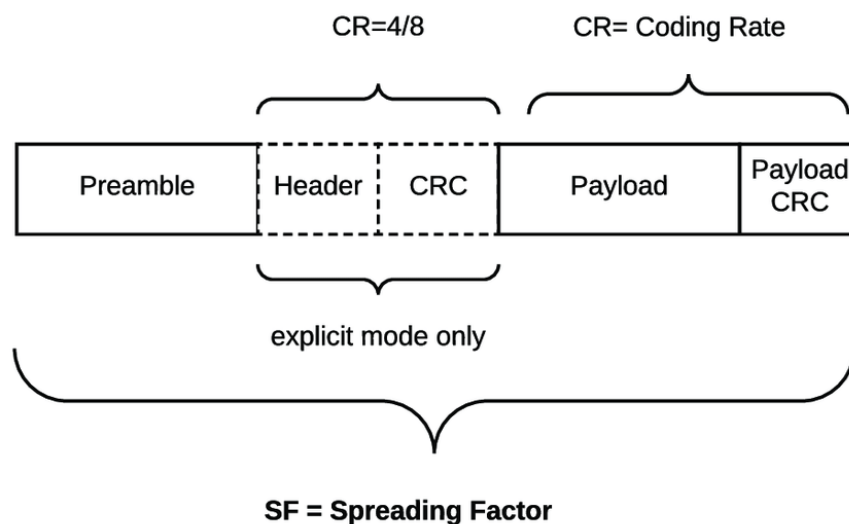 CR=4/8
CR= Coding Rate
Preamble
Header
CRC
Payload
Payload
CRC
explicit mode only
SF = Spreading Factor